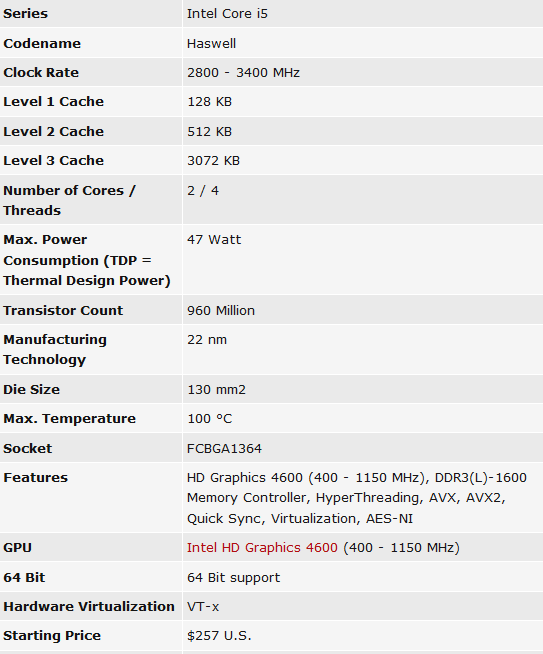 Series Intel Core i5
Codename Haswell
Clock Rate 2800 - 3400 MHz
Level 1 Cache 128 KB
Level 2 Cache 512 KB
Level 3 Cache 3072 KB
Number of Cores / 2 / 4
Threads
Max. Power 47 Watt
Consumption (TDP =
Thermal Design Power)
Transistor Count 960 Million
Manufacturing 22 nm
Technology
Die Size 130 mm2
Max. Temperature 100 °C
Socket FCBGA1364
Features HD Graphics 4600 (400 - 1150 MHz), DDR3(L)-1600
Memory Controller, HyperThreading, AVX, AVX2,
Quick Sync, Virtualization, AES-NI
GPU Intel HD Graphics 4600 (400 - 1150 MHz)
64 Bit 64 Bit support
Hardware Virtualization VT-x
Starting Price $257 U.S.